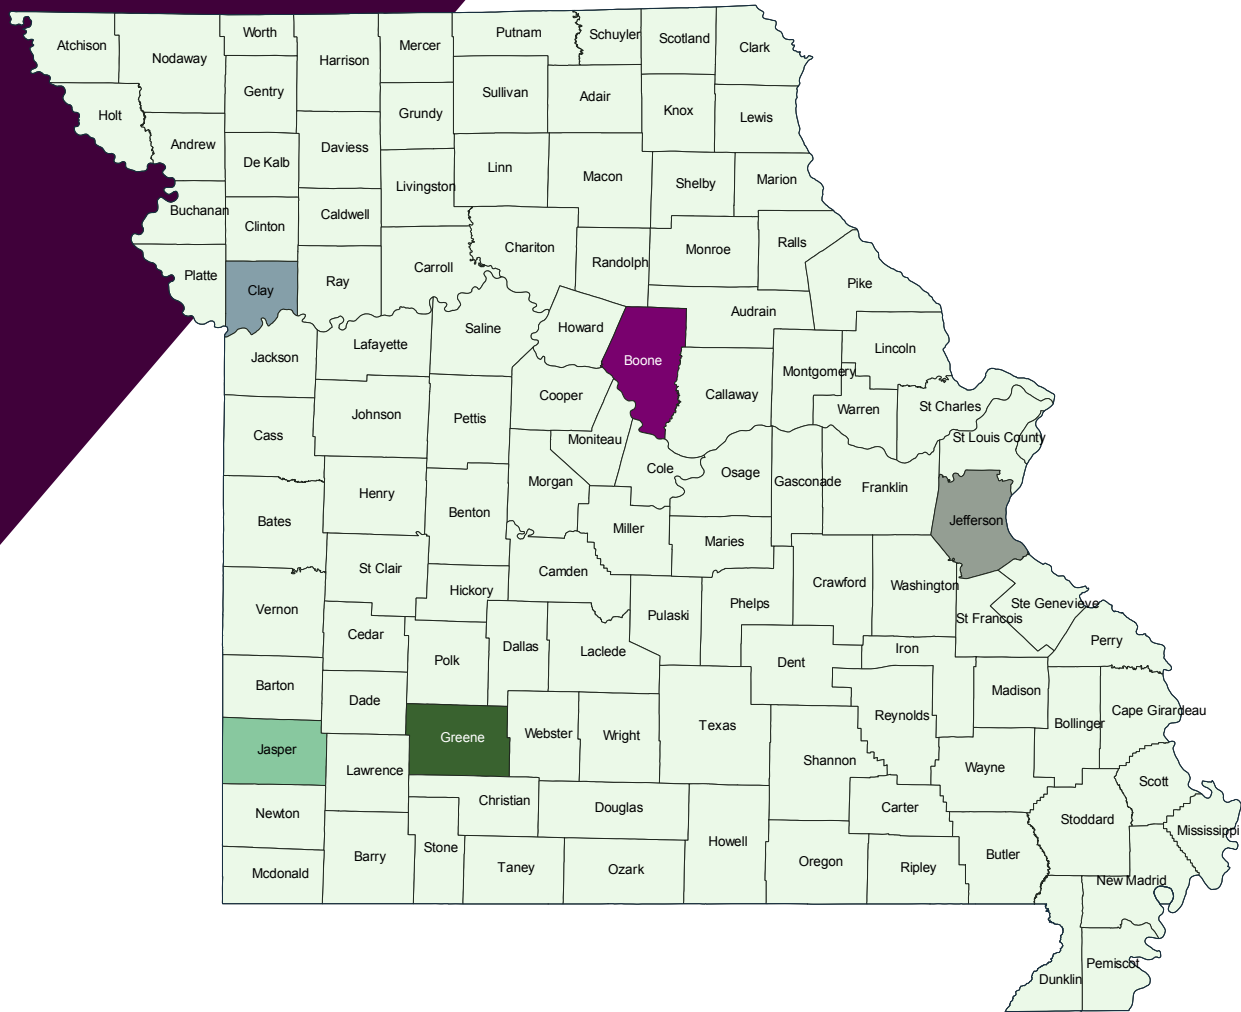 Atchison
Nodaway
Worth
Harrison
Mercer
Putnam
Schuyler
Scotland
Clark
Holt
Gentry
Grundy
Sullivan
Adair
Knox
Lewis
Andrew
De Kalb
Daviess
Livingston
Linn
Macon
Shelby
Marion
Buchanan
Clinton
Caldwell
Chariton
Randolph
Monroe
Ralls
Platte
Clay
Ray
Carroll
Pike
Saline
Howard
Audrain
Jackson
Lafayette
Boone
Lincoln
Montgomery
Cooper
Callaway
Warren
St Charles
Cass
Johnson
Pettis
Moniteau
St Louis County
Cole
Osage
Gasconade
Franklin
Bates
Henry
Benton
Morgan
Miller
Maries
Jefferson
St Clair
Hickory
Camden
Crawford
Washington
Vernon
Cedar
Pulaski
Phelps
St Francois
Ste Genevieve
Perry
Barton
Polk
Dallas
Laclede
Dent
Iron
Dade
Madison
Jasper
Greene
Webster
Wright
Texas
Reynolds
Bollinger
Cape Girardeau
Lawrence
Shannon
Wayne
Scott
Newton
Christian
Douglas
Carter
Stoddard
Mississippi
Mcdonald
Barry
Stone
Taney
Ozark
Howell
Oregon
Ripley
Butler
New Madrid
Dunklin
Pemiscot